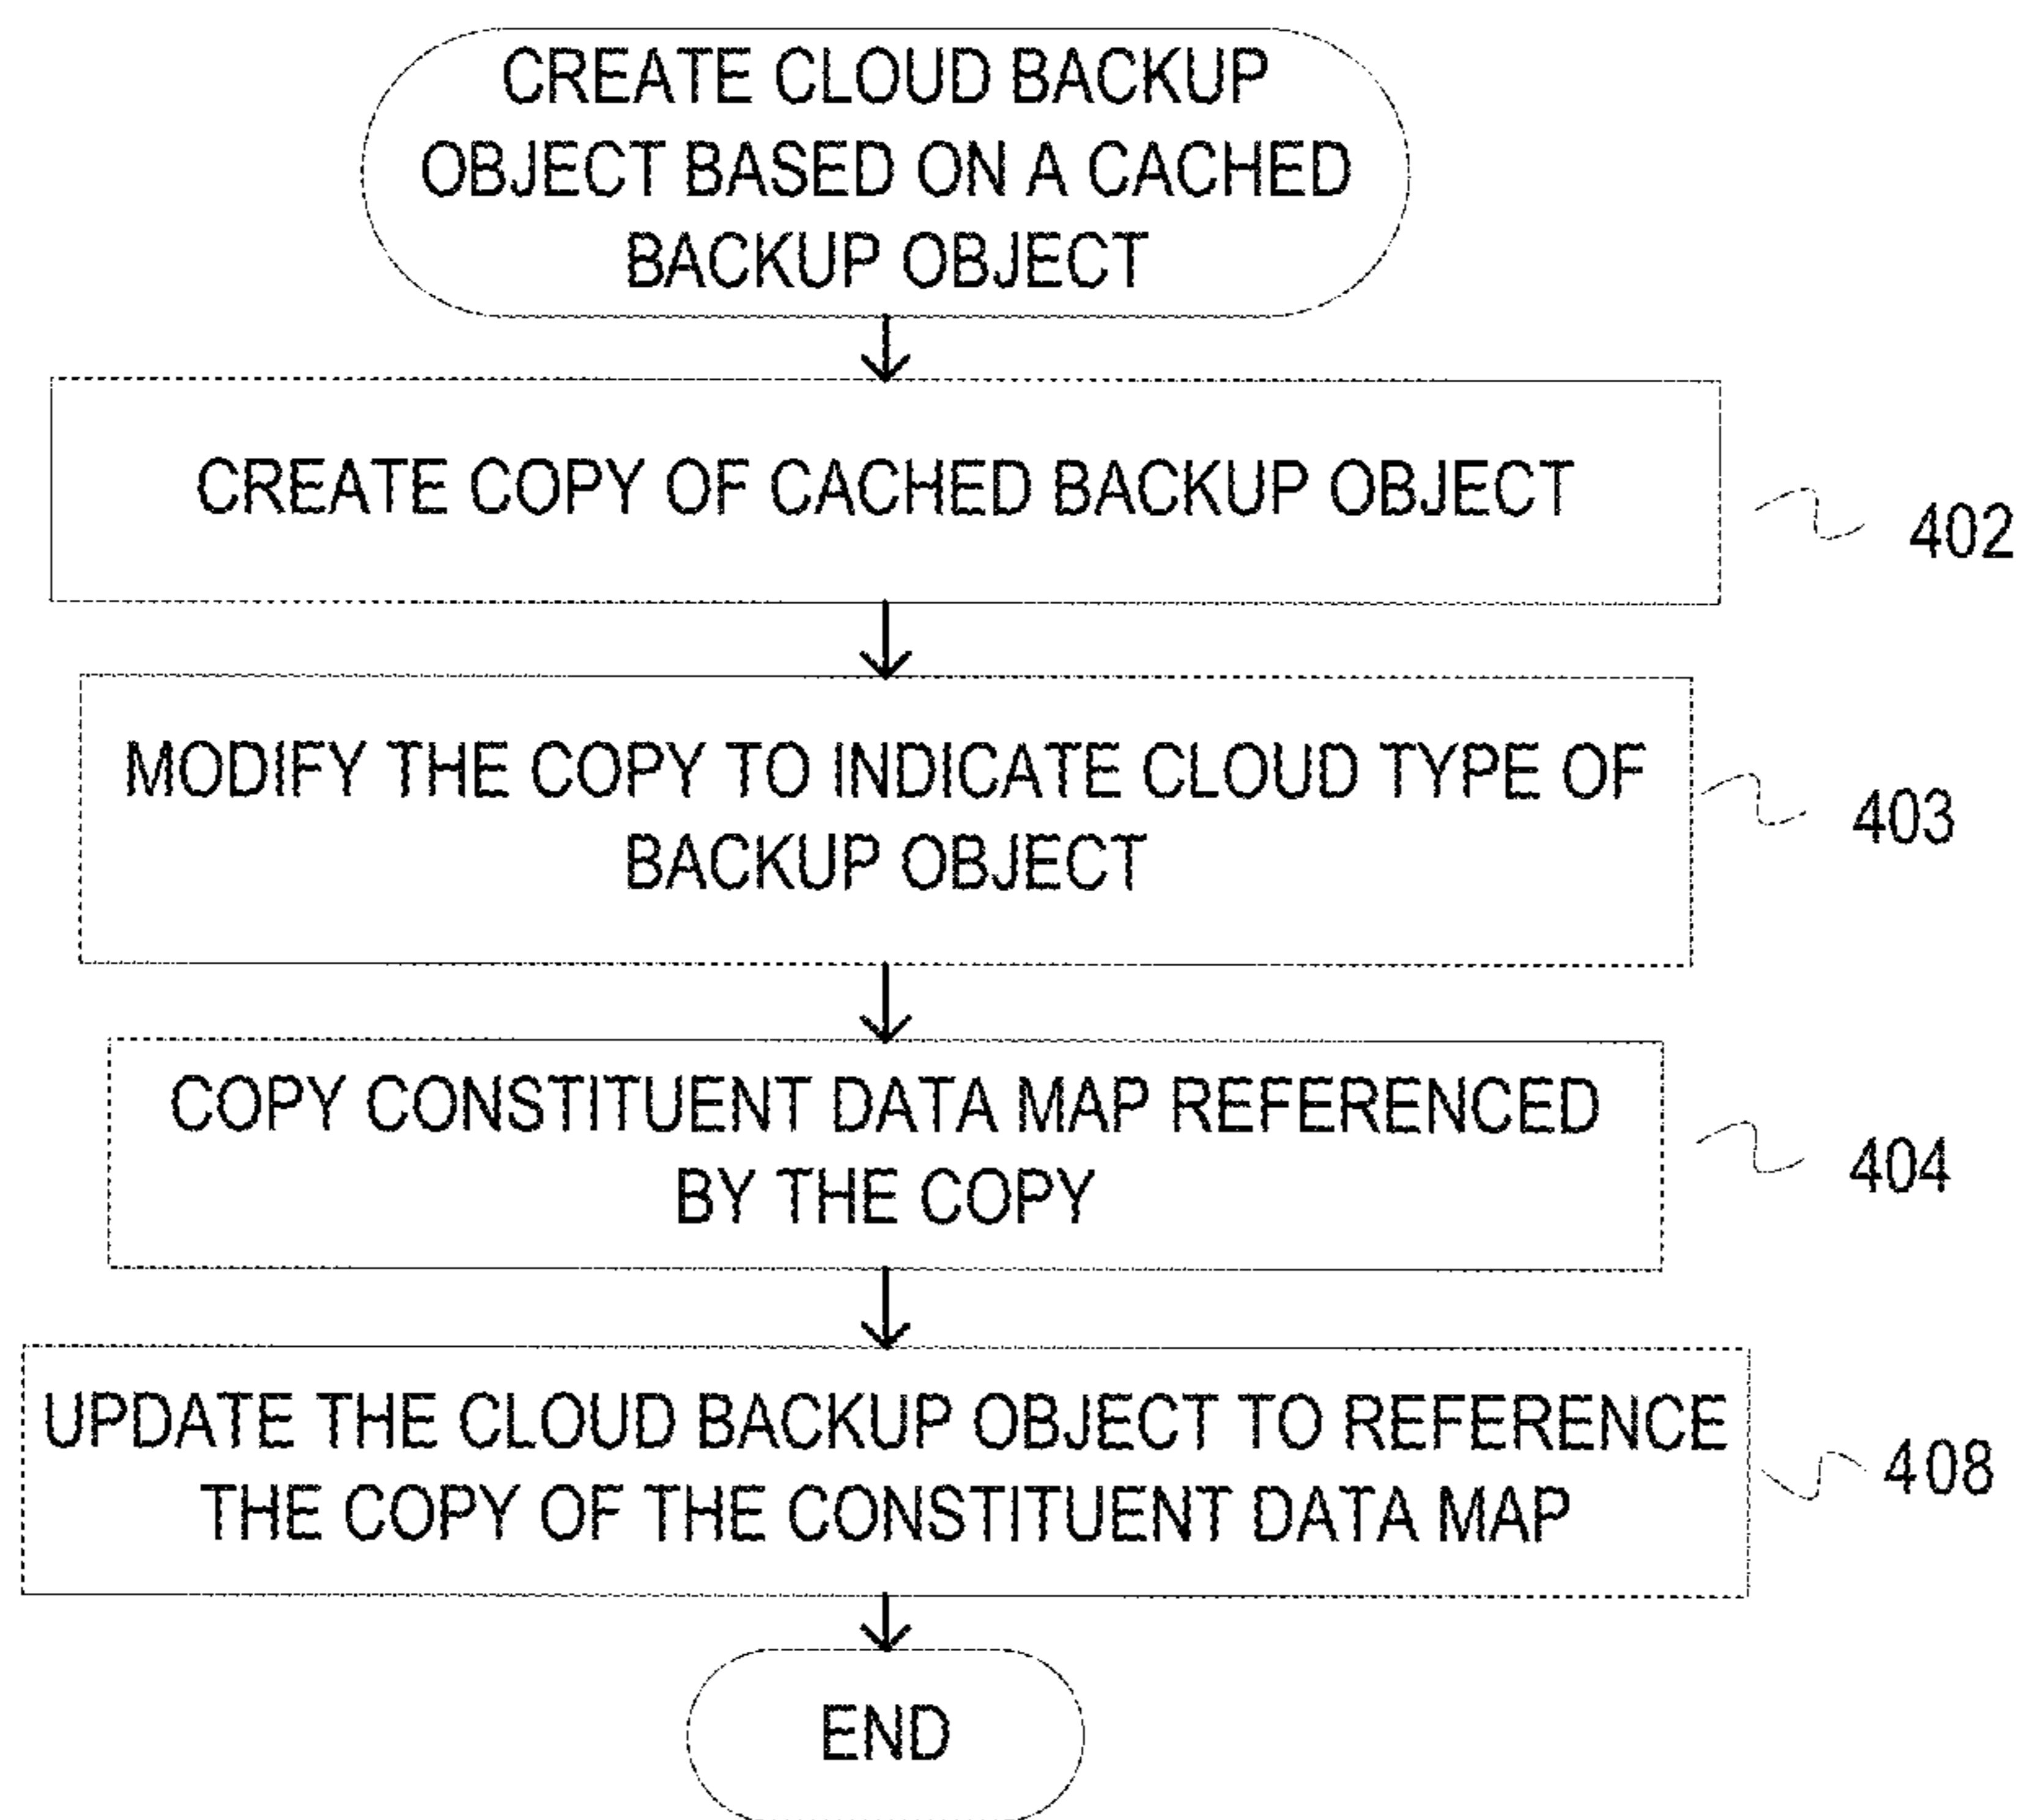 CREATE CLOUD BACKUP
OBJECT BASED ON A CACHED
BACKUP OBJECT
CREATE COPY OF CACHED BACKUP OBJECT
402
MODIFY THE COPY TO INDICATE CLOUD TYPE OF
BACKUP OBJECT
403
COPY CONSTITUENT DATA MAP REFERENCED
BY THE COPY
404
UPDATE THE CLOUD BACKUP OBJECT TO REFERENCE
THE COPY OF THE CONSTITUENT DATA MAP
408
END